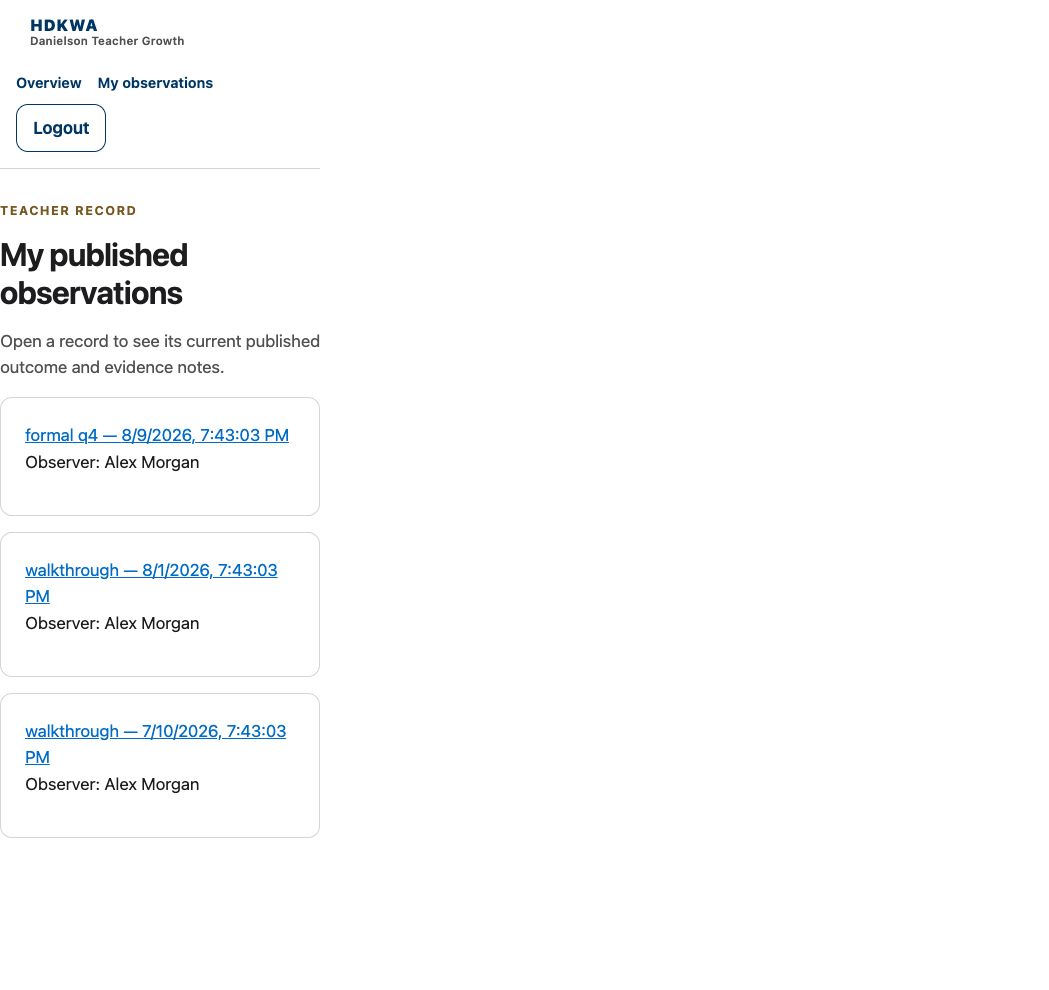 HDKWA
Danielson Teacher Growth
Overview My observations
Logout
TEACHER RECORD
My published
observations
Open a record to see its current published
outcome and evidence notes.
formal q4 — 8/9/2026, 7:43:03 PM
Observer: Alex Morgan
walkthrough — 8/1/2026, 7:43:03
PM
Observer: Alex Morgan
walkthrough — 7/10/2026, 7:43:03
PM
Observer: Alex Morgan